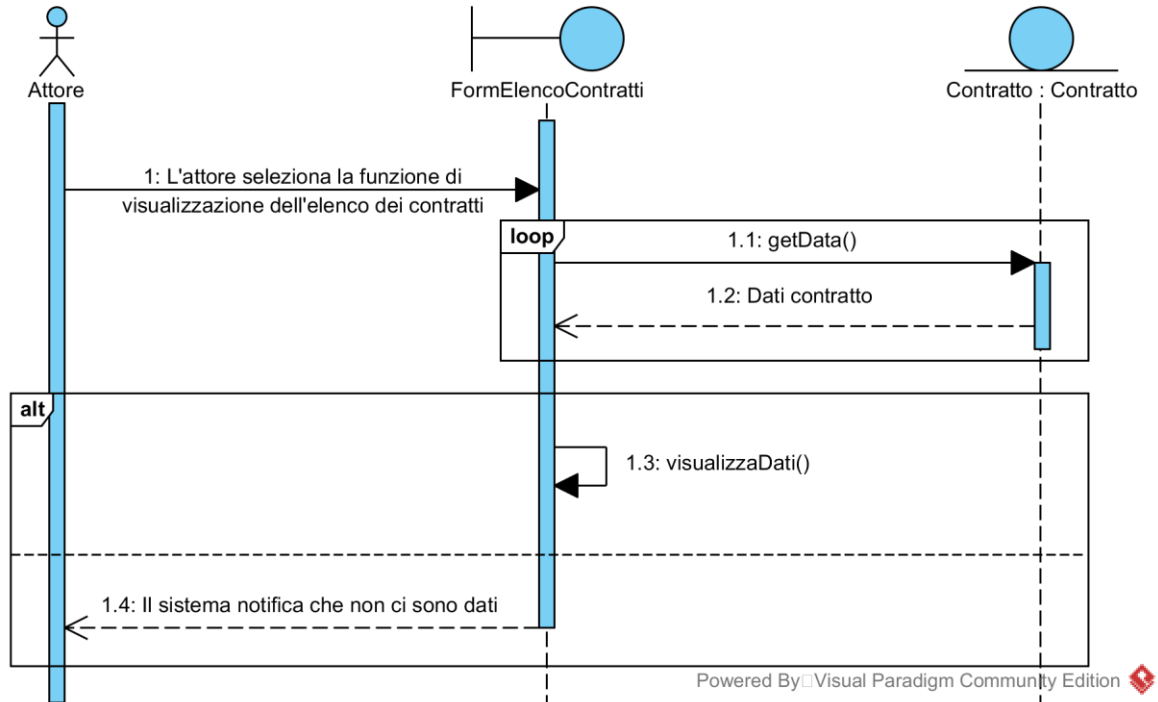 Attore
FormElencoContratti
Contratto : Contratto
1: L'attore seleziona la funzione di
visualizzazione dell'elenco dei contratti
loop
1.1: getData()
1.2: Dati contratto
alt
1.3: visualizzaDati()
1.4: Il sistema notifica che non ci sono dati
Powered By□Visual Paradigm Community Edition